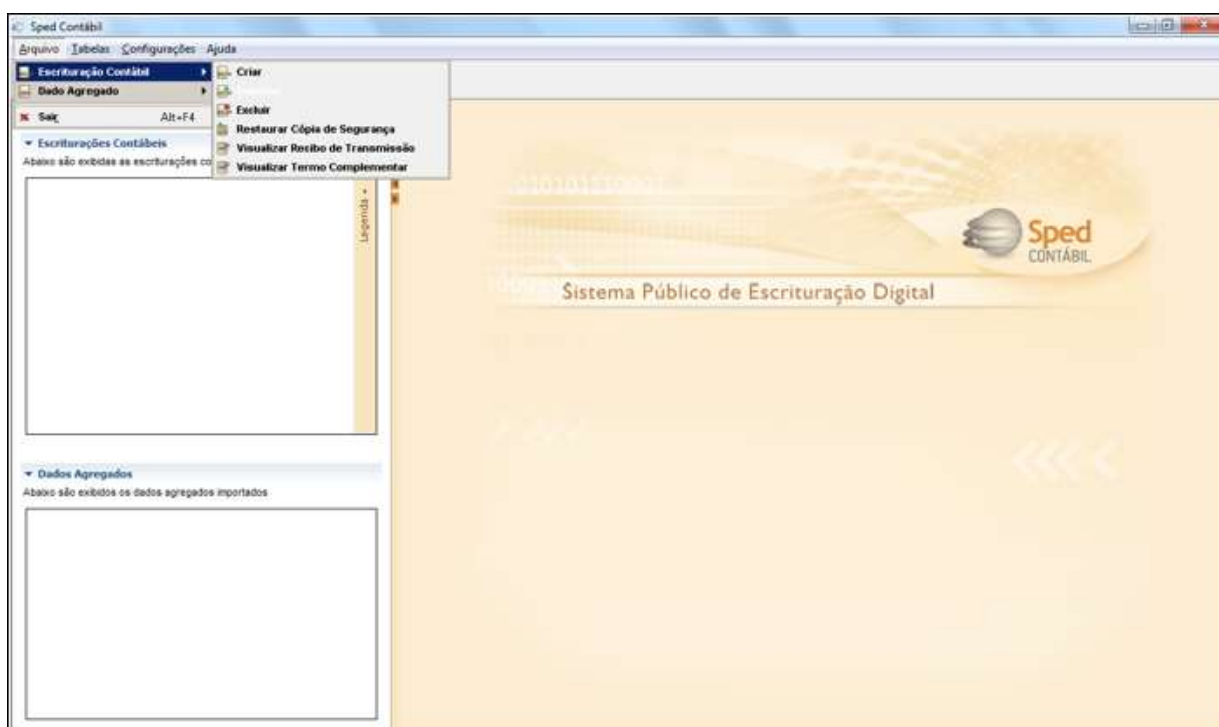 Sped Contábil
Arquivo Tabelas Configurações Ajuda
Escrituração Contábil
Dado Agregado
Sair Alt+F4
Criar
Excluir
Restaurar Cópia de Segurança
Visualizar Recibo de Transmissão
Visualizar Termo Complementar
Escriturações Contábeis
Abaixo são exibidas as escriturações co
Legenda
Sped
CONTÁBIL
Sistema Público de Escrituração Digital
Dados Agregados
Abaixo são exibidos os dados agregados importados